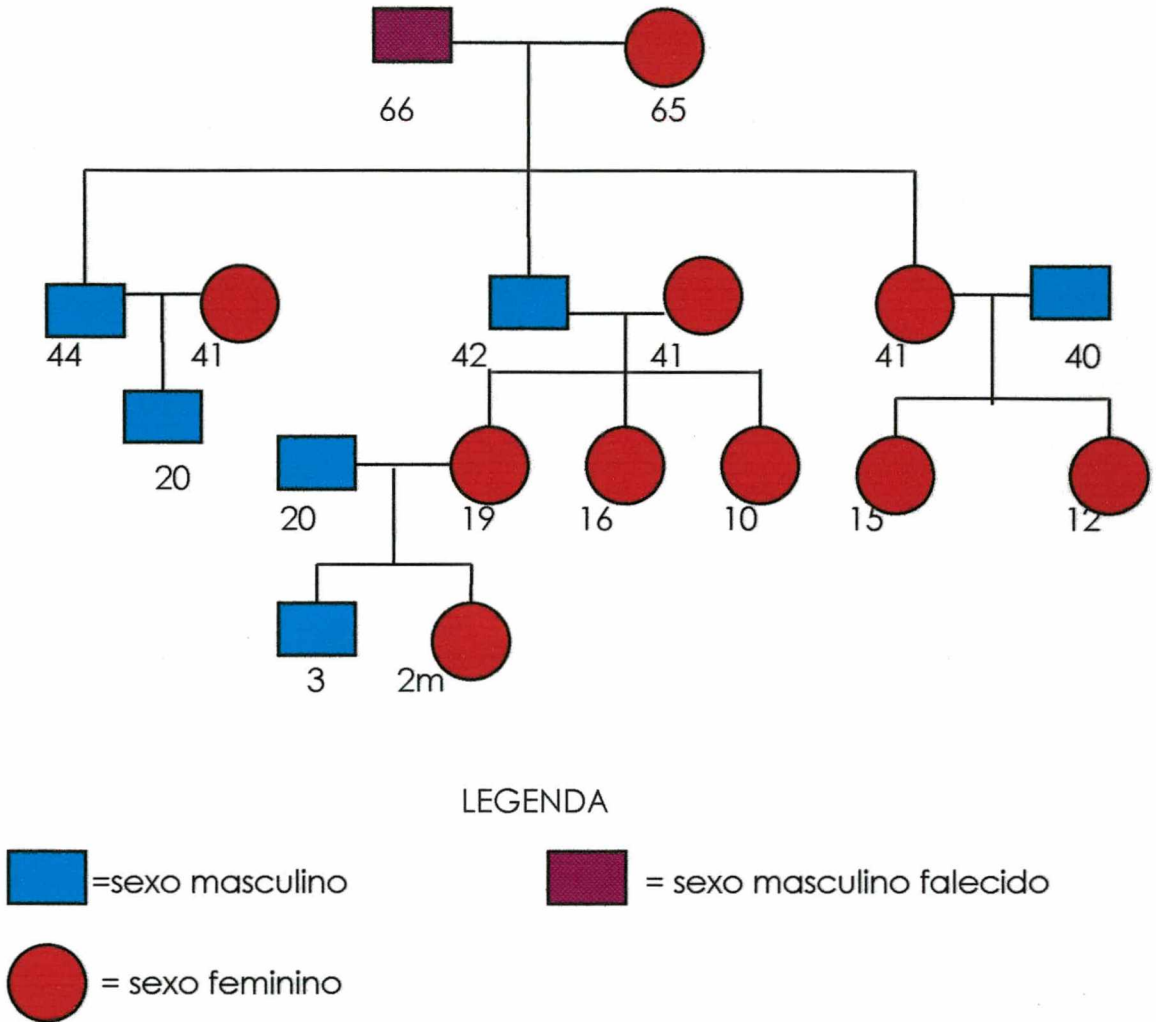 66 65
44 41 42 41 41 40
20
20 19 16 10 15 12
3 2m
LEGENDA
=sexo masculino = sexo masculino falecido
= sexo feminino